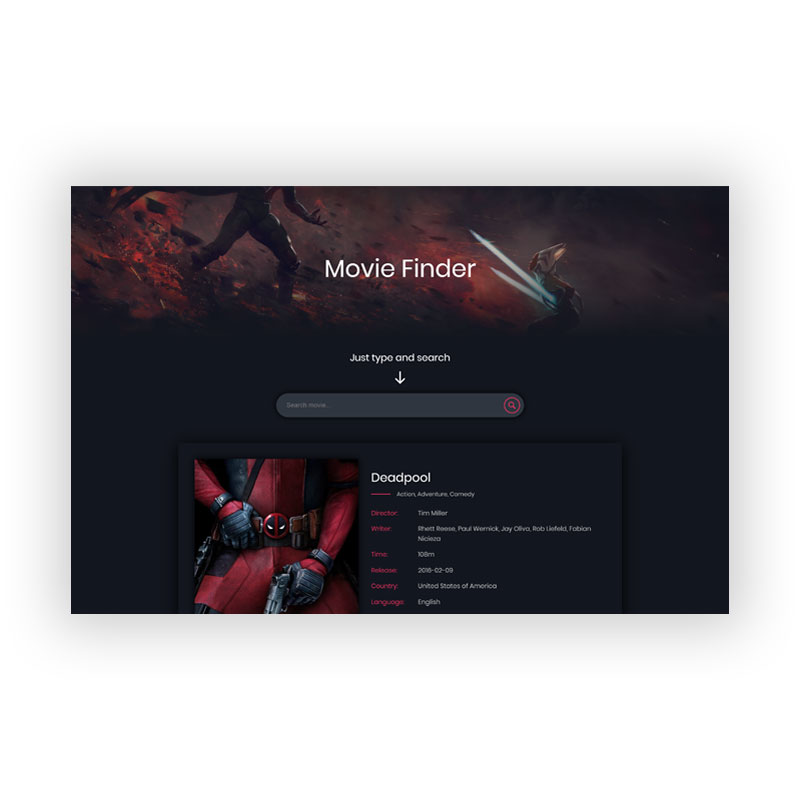 Movie Finder
Just type and search
Search movie...
Deadpool
Action, Adventure, Comedy
Director: Tim Miller
Writer: Rhett Reese, Paul Wernick, Jay Oliva, Rob Liefeld, Fabian
Nicieza
Time: 108m
Release: 2016-02-09
Country: United States of America
Language: English